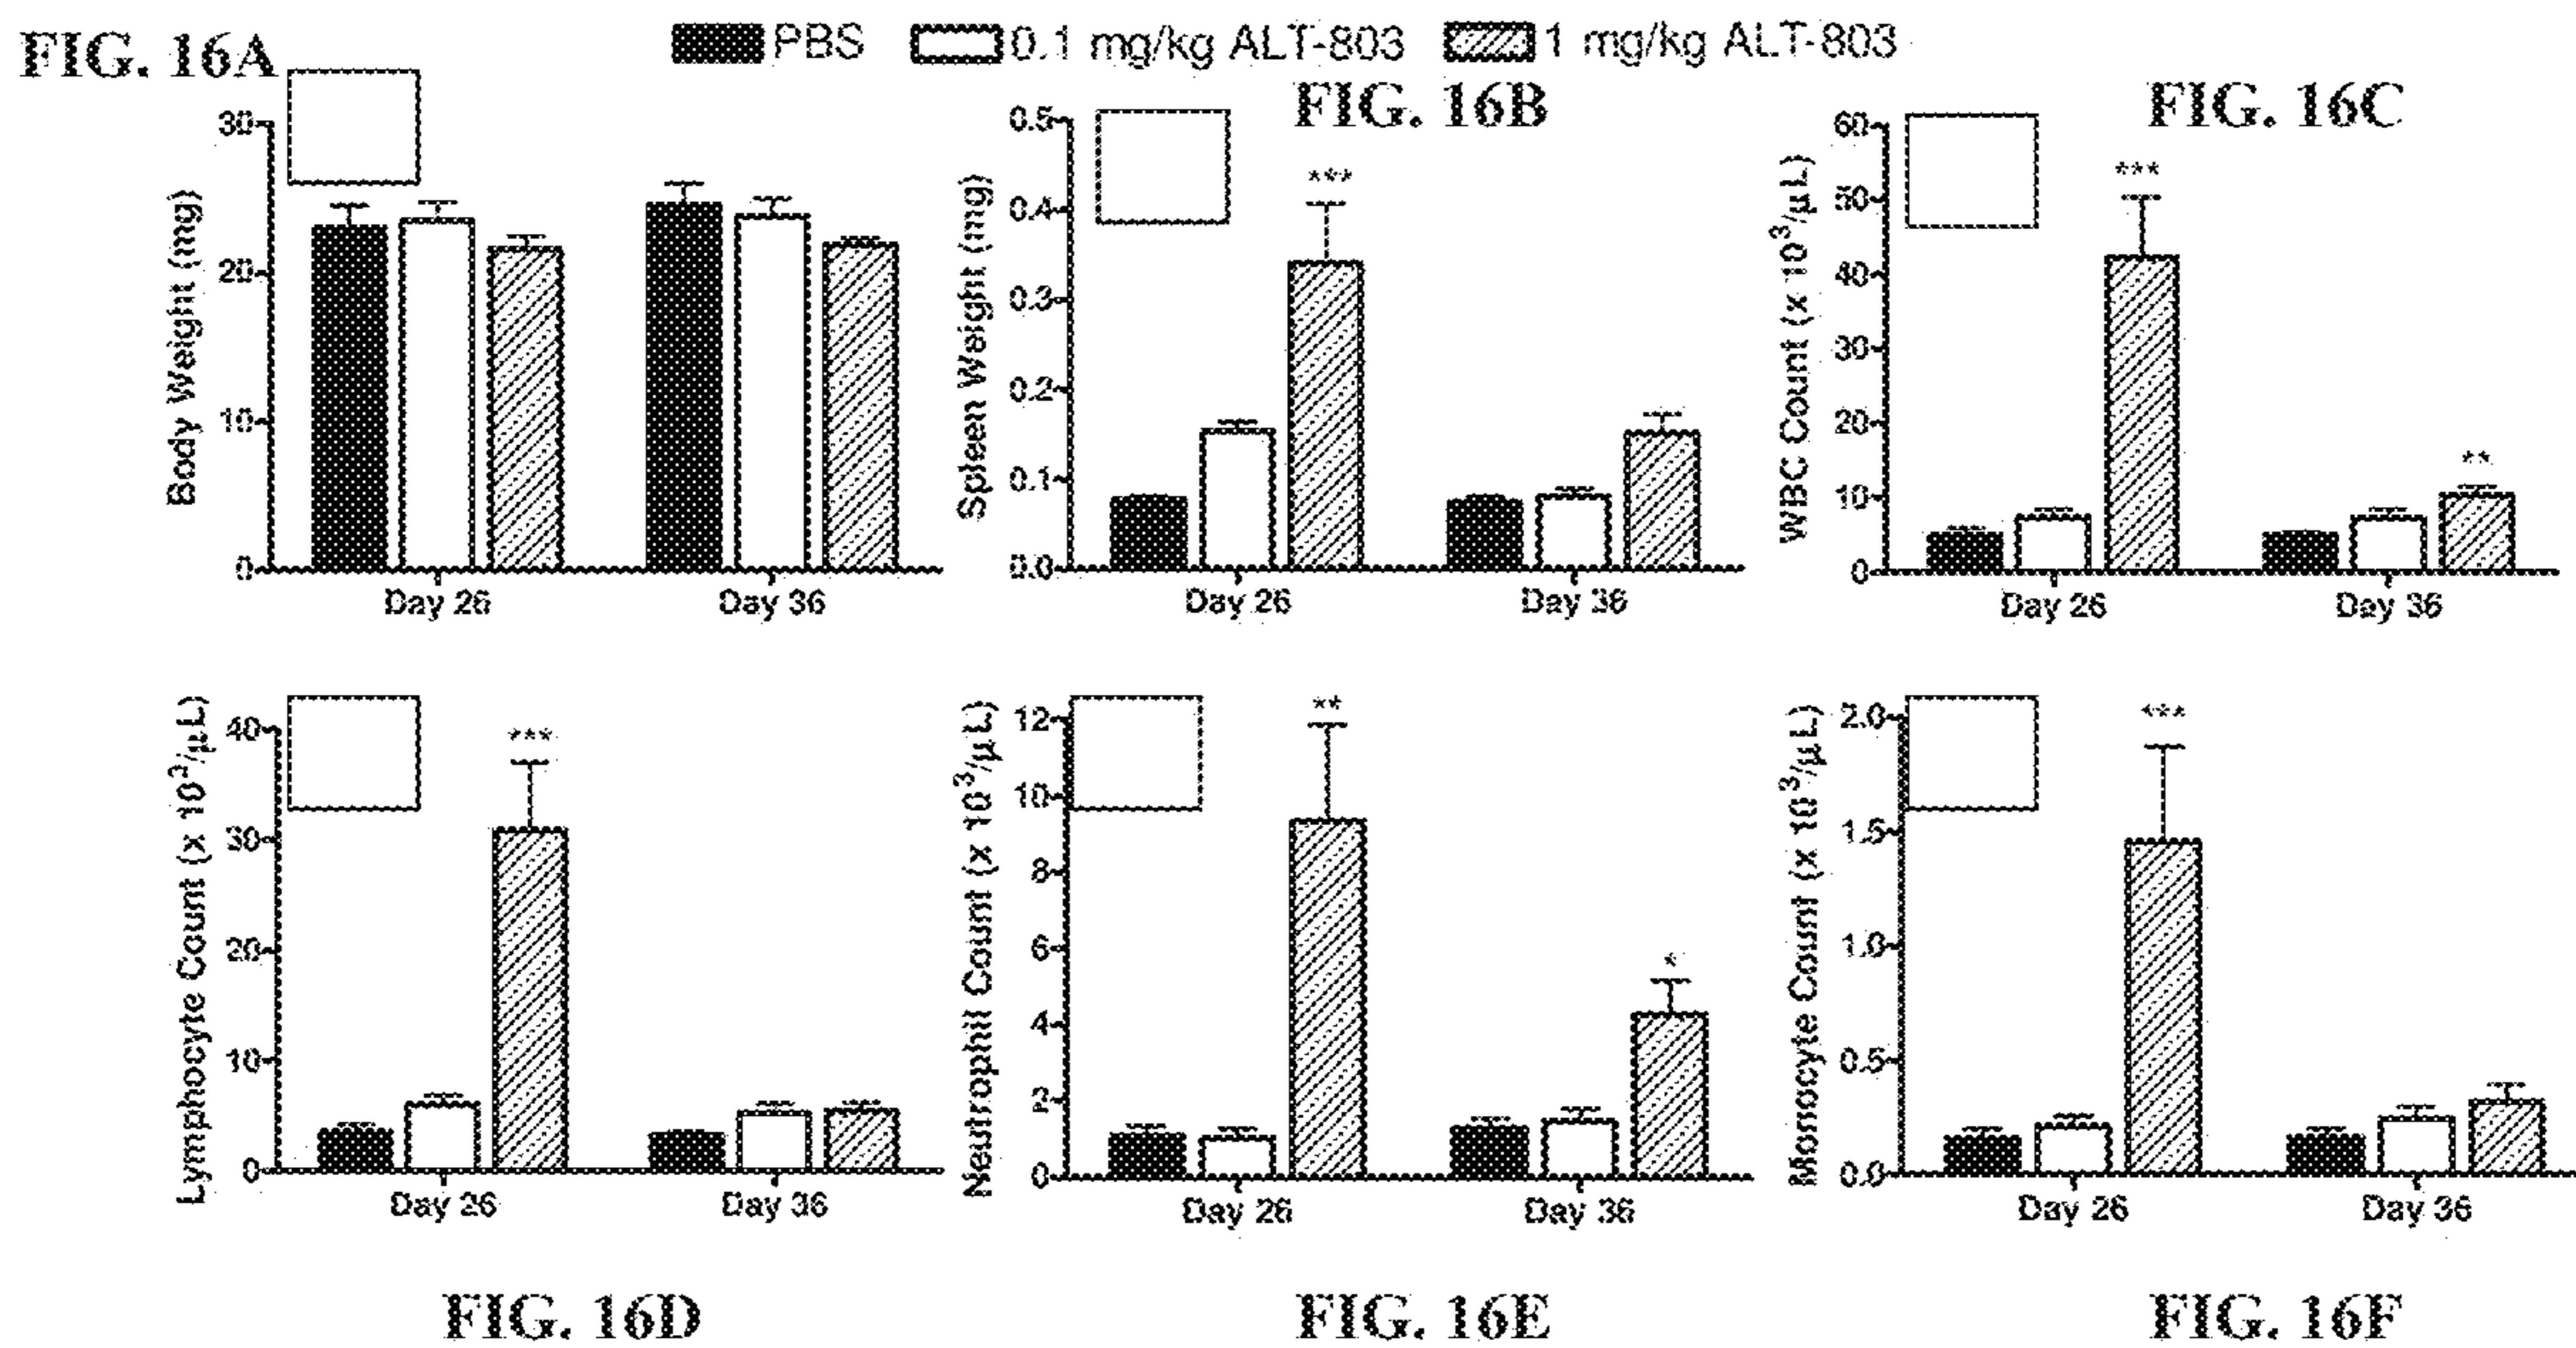 FIG. 16A
PBS 0.1 mg/kg ALT-803 1 mg/kg ALT-803
FIG. 16B
FIG. 16C
Body Weight (mg)
30
20
10
0
Day 26 Day 36
Spleen Weight (mg)
***
0.5
0.4
0.3
0.2
0.1
0.0
Day 26 Day 36
WBC Count (x 10³/µL)
***
**
60
50
40
30
20
10
0
Day 26 Day 36
Lymphocyte Count (x 10³/µL)
***
40
30
20
10
0
Day 26 Day 36
Neutrophil Count (x 10³/µL)
**
*
12
10
8
6
4
2
0
Day 26 Day 36
Monocyte Count (x 10³/µL)
***
2.0
1.5
1.0
0.5
0.0
Day 26 Day 36
FIG. 16D
FIG. 16E
FIG. 16F